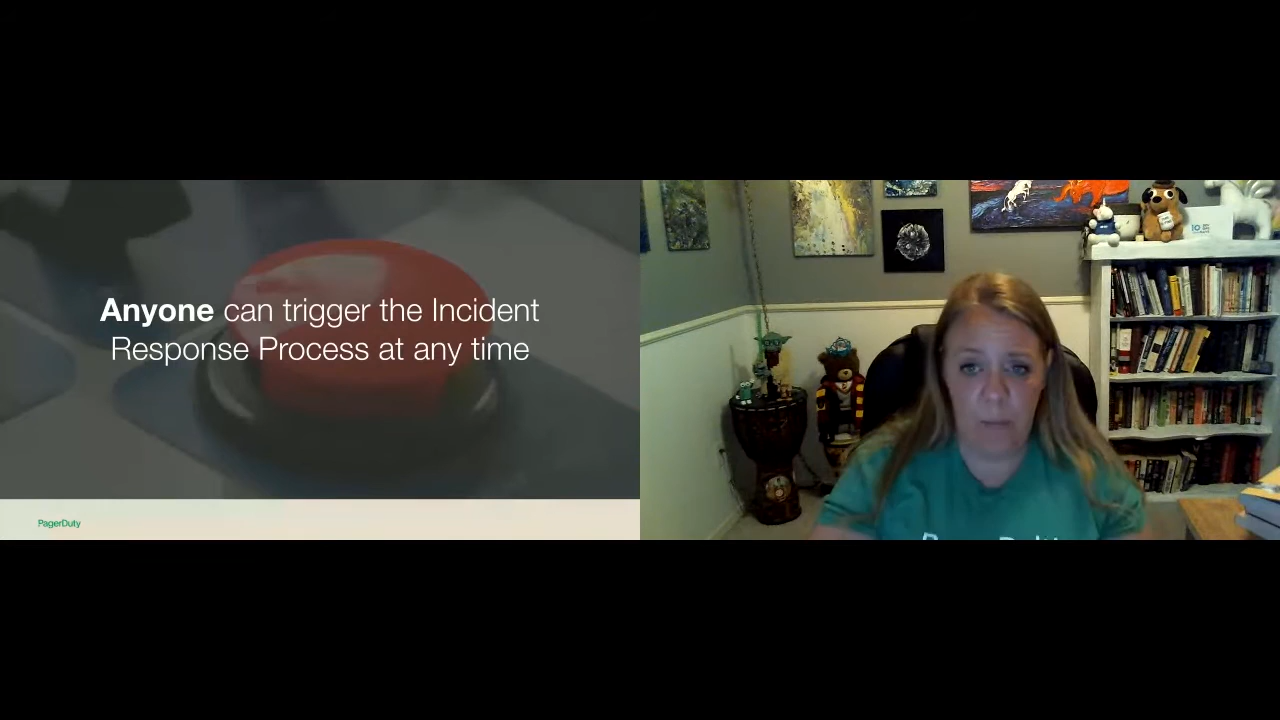 Anyone can trigger the Incident
Response Process at any time
PagerDuty